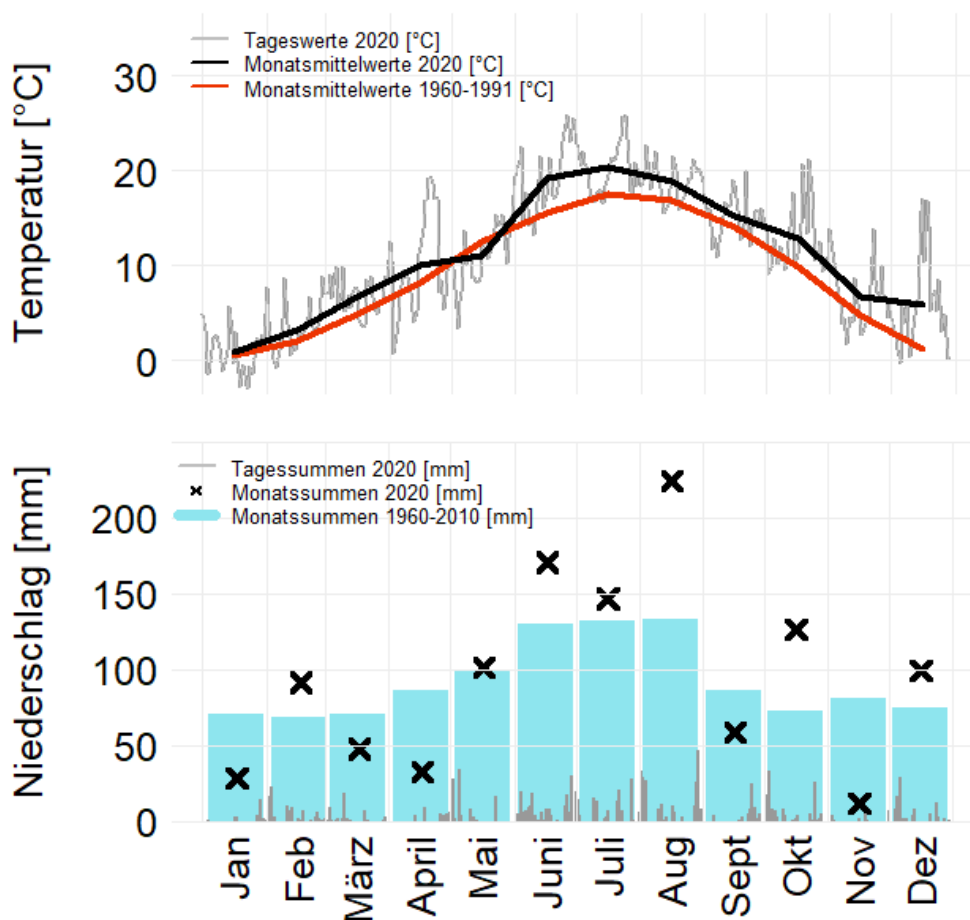 Temperatur [°C]
Tageswerte 2020 [°C]
Monatsmittelwerte 2020 [°C]
Monatsmittelwerte 1960-1991 [°C]
30
20
10
0
Niederschlag [mm]
Tagessummen 2020 [mm]
Monatssummen 2020 [mm]
Monatssummen 1960-2010 [mm]
200
150
100
50
0
Jan
Feb
März
April
Mai
Juni
Juli
Aug
Sept
Okt
Nov
Dez